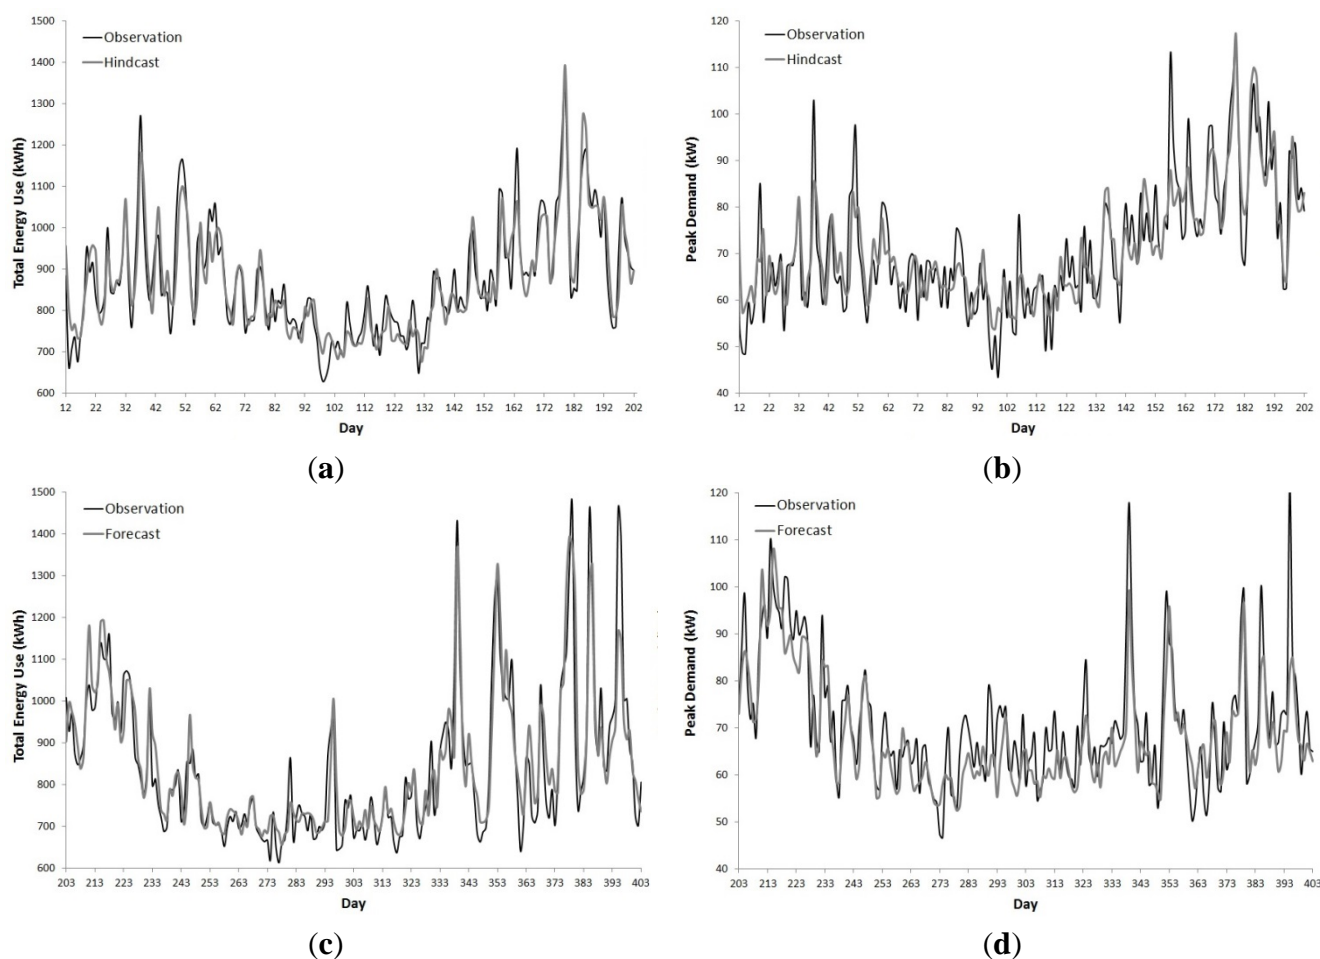 1500
1400
1300
1200
1100
1000
900
800
700
600
Total Energy Use (kWh)
Observation
Hindcast
12 22 32 42 52 62 72 82 92 102 112 122 132 142 152 162 172 182 192 202
Day
(a)
120
110
100
90
80
70
60
50
40
Peak Demand (kW)
Observation
Hindcast
12 22 32 42 52 62 72 82 92 102 112 122 132 142 152 162 172 182 192 202
Day
(b)
1500
1400
1300
1200
1100
1000
900
800
700
600
Total Energy Use (kWh)
Observation
Forecast
203 213 223 233 243 253 263 273 283 293 303 313 323 333 343 353 363 373 383 393 403
Day
(c)
120
110
100
90
80
70
60
50
40
Peak Demand (kW)
Observation
Forecast
203 213 223 233 243 253 263 273 283 293 303 313 323 333 343 353 363 373 383 393 403
Day
(d)